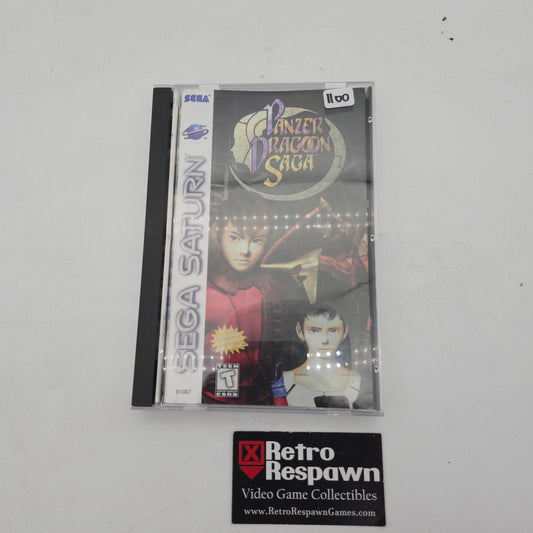 SEGA
1100
PANZER
DRAGOON
SAGA
SEGA SATURN
TEEN
T
ESRB
81307
Retro
Respawn
Video Game Collectibles
www.RetroRespawnGames.com